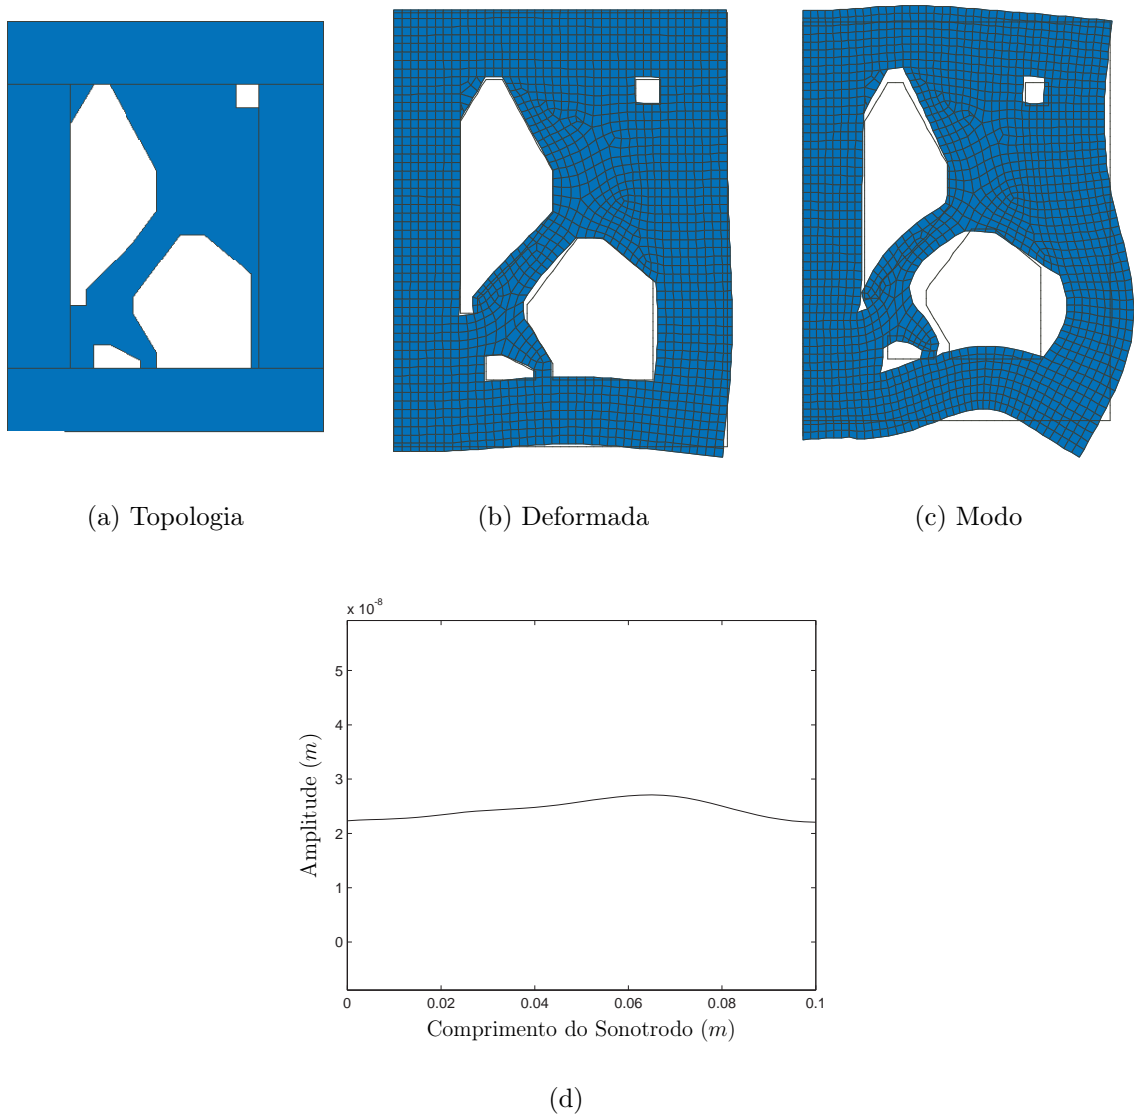 (a) Topologia
(b) Deformada
(c) Modo
x 10⁻⁸
5
4
3
2
1
0
Amplitude (m)
0
0.02
0.04
0.06
0.08
0.1
Comprimento do Sonotrodo (m)
(d)